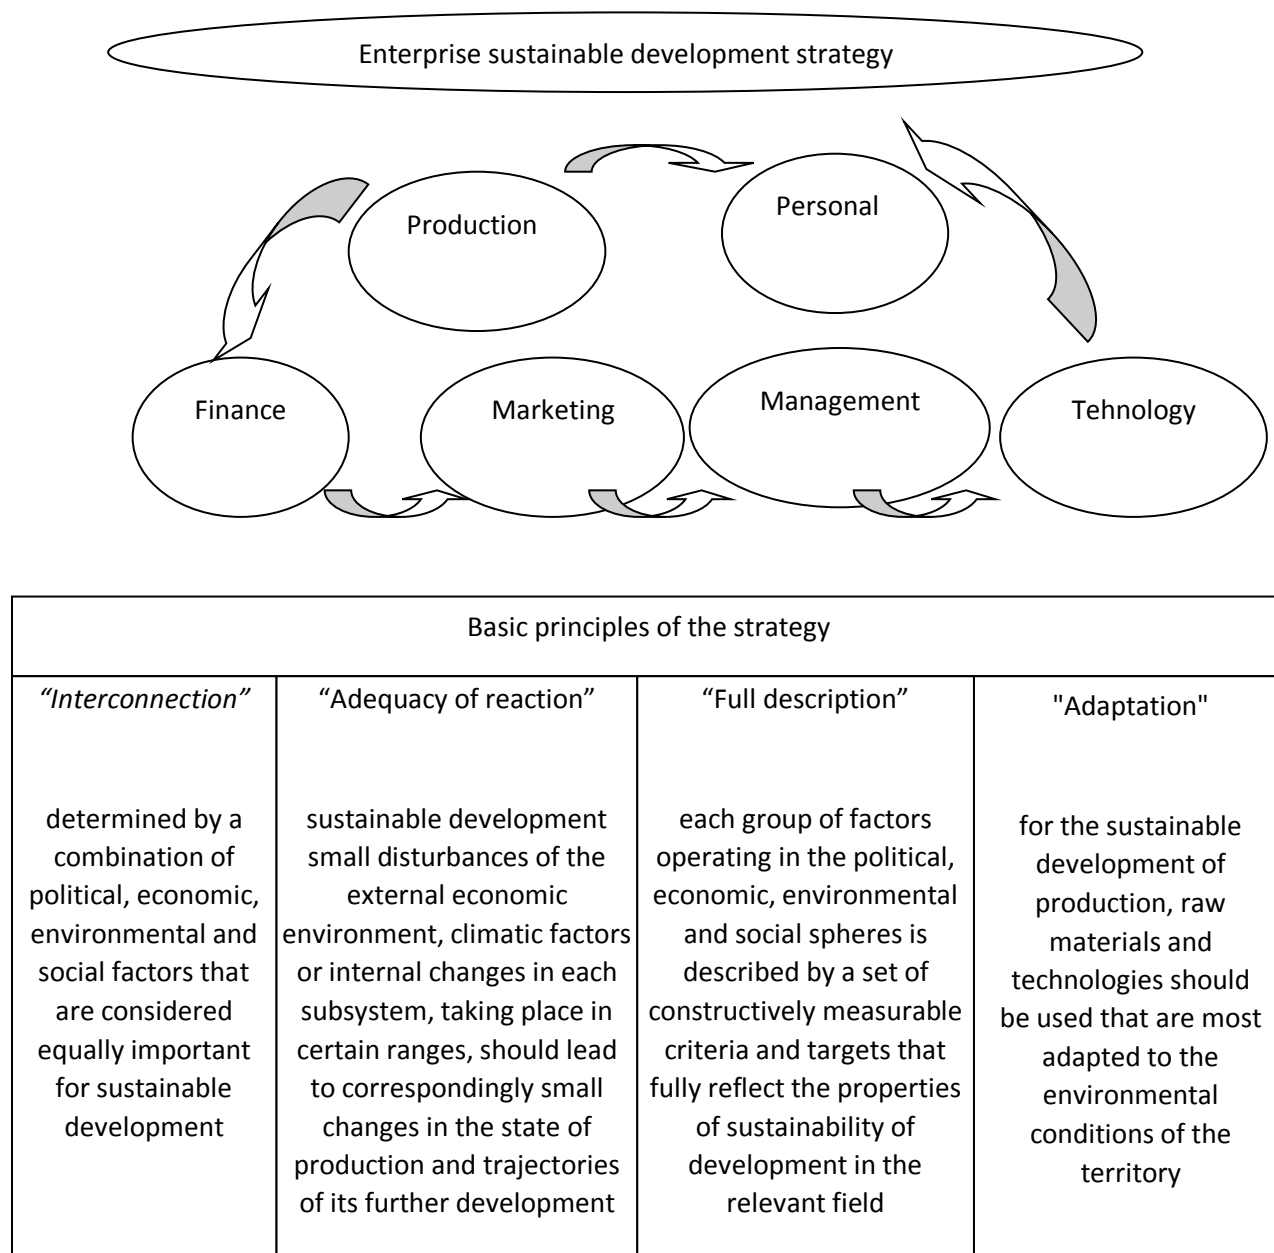 Enterprise sustainable development strategy
Production
Personal
Finance
Marketing
Management
Tehnology
Basic principles of the strategy
“Interconnection”
determined by a
combination of
political, economic,
environmental and
social factors that
are considered
equally important
for sustainable
development
“Adequacy of reaction”
sustainable development
small disturbances of the
external economic
environment, climatic factors
or internal changes in each
subsystem, taking place in
certain ranges, should lead
to correspondingly small
changes in the state of
production and trajectories
of its further development
“Full description”
each group of factors
operating in the political,
economic, environmental
and social spheres is
described by a set of
constructively measurable
criteria and targets that
fully reflect the properties
of sustainability of
development in the
relevant field
"Adaptation"
for the sustainable
development of
production, raw
materials and
technologies should
be used that are most
adapted to the
environmental
conditions of the
territory